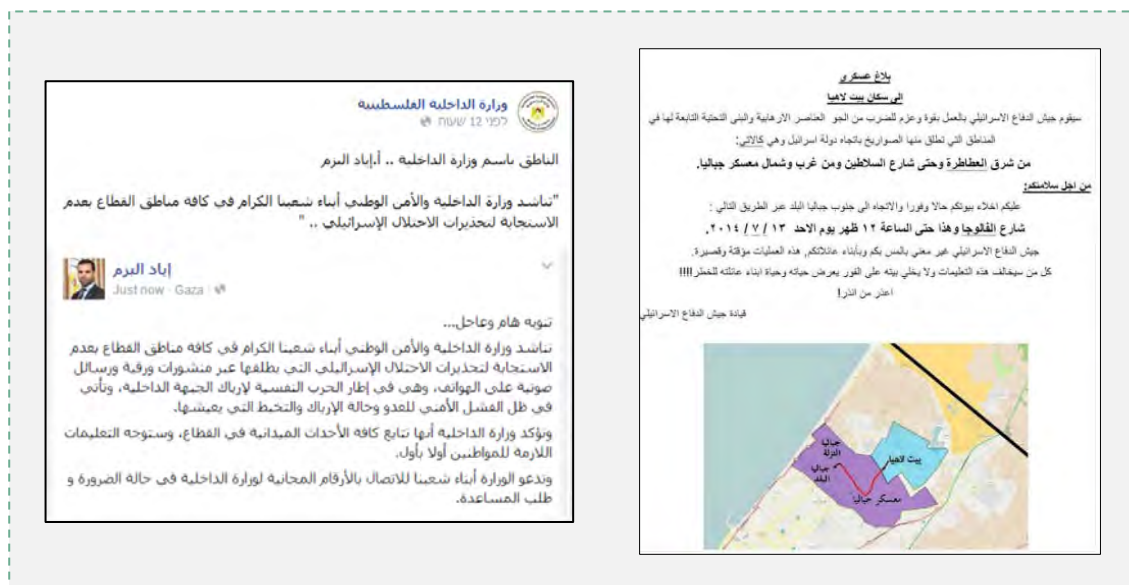 وزارة الداخلية الفلسطينية
לפני 12 שעות
الناطق باسم وزارة الداخلية .. أ.إياد البزم
"تناشد وزارة الداخلية والأمن الوطني أبناء شعبنا الكرام في كافة مناطق القطاع بعدم
الاستجابة لتحذيرات الاحتلال الإسرائيلي .. "
إياد البزم
Just now · Gaza
تنويه هام وعاجل...
تناشد وزارة الداخلية والأمن الوطني أبناء شعبنا الكرام في كافة مناطق القطاع بعدم
الاستجابة لتحذيرات الاحتلال الإسرائيلي التي يطلقها عبر منشورات ورقية ورسائل
صوتية على الهواتف، وهي في إطار الحرب النفسية لإرباك الجبهة الداخلية، وتأتي
في ظل الفشل الأمني للعدو وحالة الإرباك والتخبط التي يعيشها.
وتؤكد وزارة الداخلية أنها تتابع كافة الأحداث الميدانية في القطاع، وستوجه التعليمات
اللازمة للمواطنين أولا بأول.
وتدعو الوزارة أبناء شعبنا للاتصال بالأرقام المجانية لوزارة الداخلية في حالة الضرورة و
طلب المساعدة.
بلاغ عسكري
الى سكان بيت لاهيا
سيقوم جيش الدفاع الاسرائيلي بالعمل بقوة وعزم للضرب من الجو العناصر الارهابية والبنى التحتية التابعة لها في
المناطق التي تطلق منها الصواريخ باتجاه دولة اسرائيل وهي كالاتي:
من شرق العطاطرة وحتى شارع السلاطين ومن غرب وشمال معسكر جباليا.
من اجل سلامتكم:
عليكم اخلاء بيوتكم حالا وفورا والاتجاه الى جنوب جباليا البلد عبر الطريق التالي :
شارع الفالوجا وهذا حتى الساعة ١٢ ظهر يوم الاحد ١٣ / ٧ / ٢٠١٤.
جيش الدفاع الاسرائيلي غير معني بالمس بكم وبأبناء عائلاتكم, هذه العمليات مؤقتة وقصيرة.
كل من سيخالف هذه التعليمات ولا يخلي بيته على الفور يعرض حياته وحياة ابناء عائلته للخطر!!!!
اعذر من انذر!
قيادة جيش الدفاع الاسرائيلي
جباليا
النزلة
بيت لاهيا
جباليا
البلد
معسكر جباليا